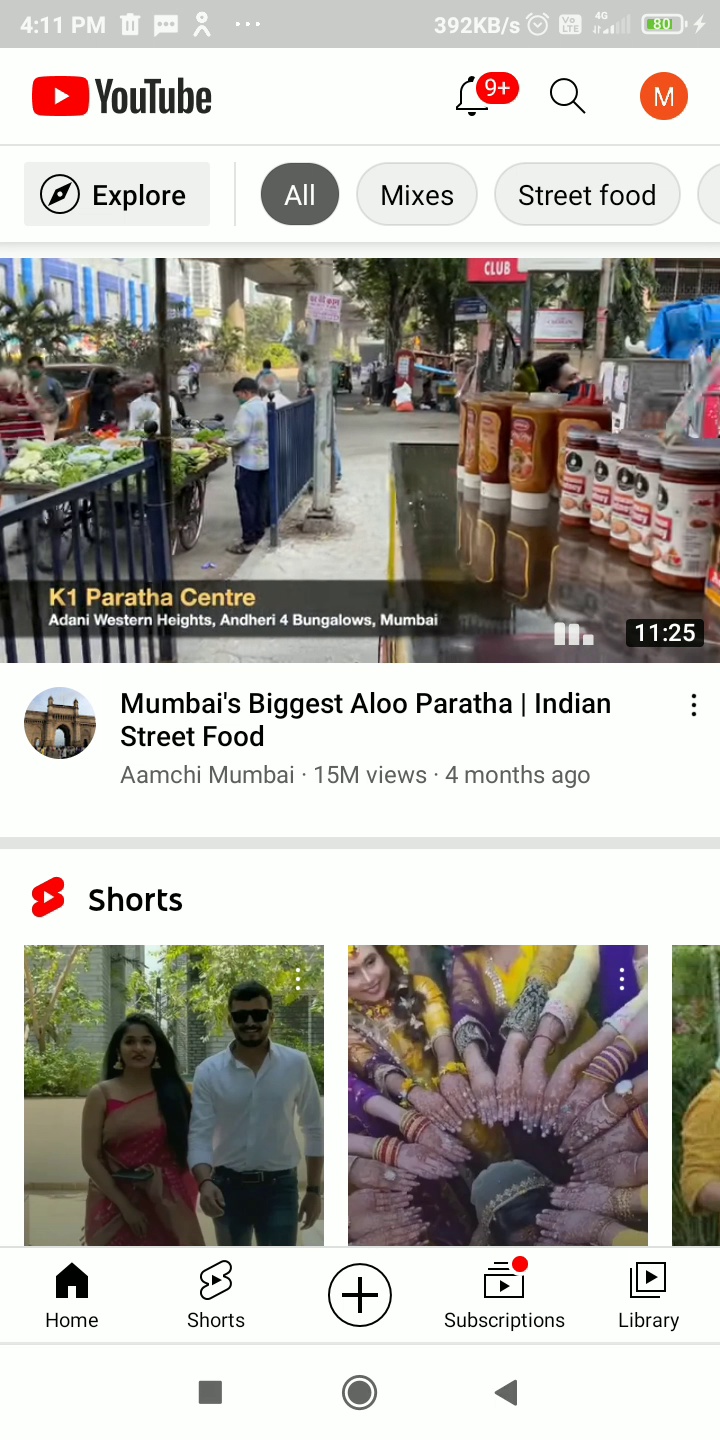 4:11 PM 392KB/s Vo LTE 4G 80
YouTube 9+ M
Explore All Mixes Street food
CLUB
K1 Paratha Centre
Adani Western Heights, Andheri 4 Bungalows, Mumbai
11:25
Mumbai's Biggest Aloo Paratha | Indian
Street Food
Aamchi Mumbai · 15M views · 4 months ago
Shorts
Home Shorts Subscriptions Library